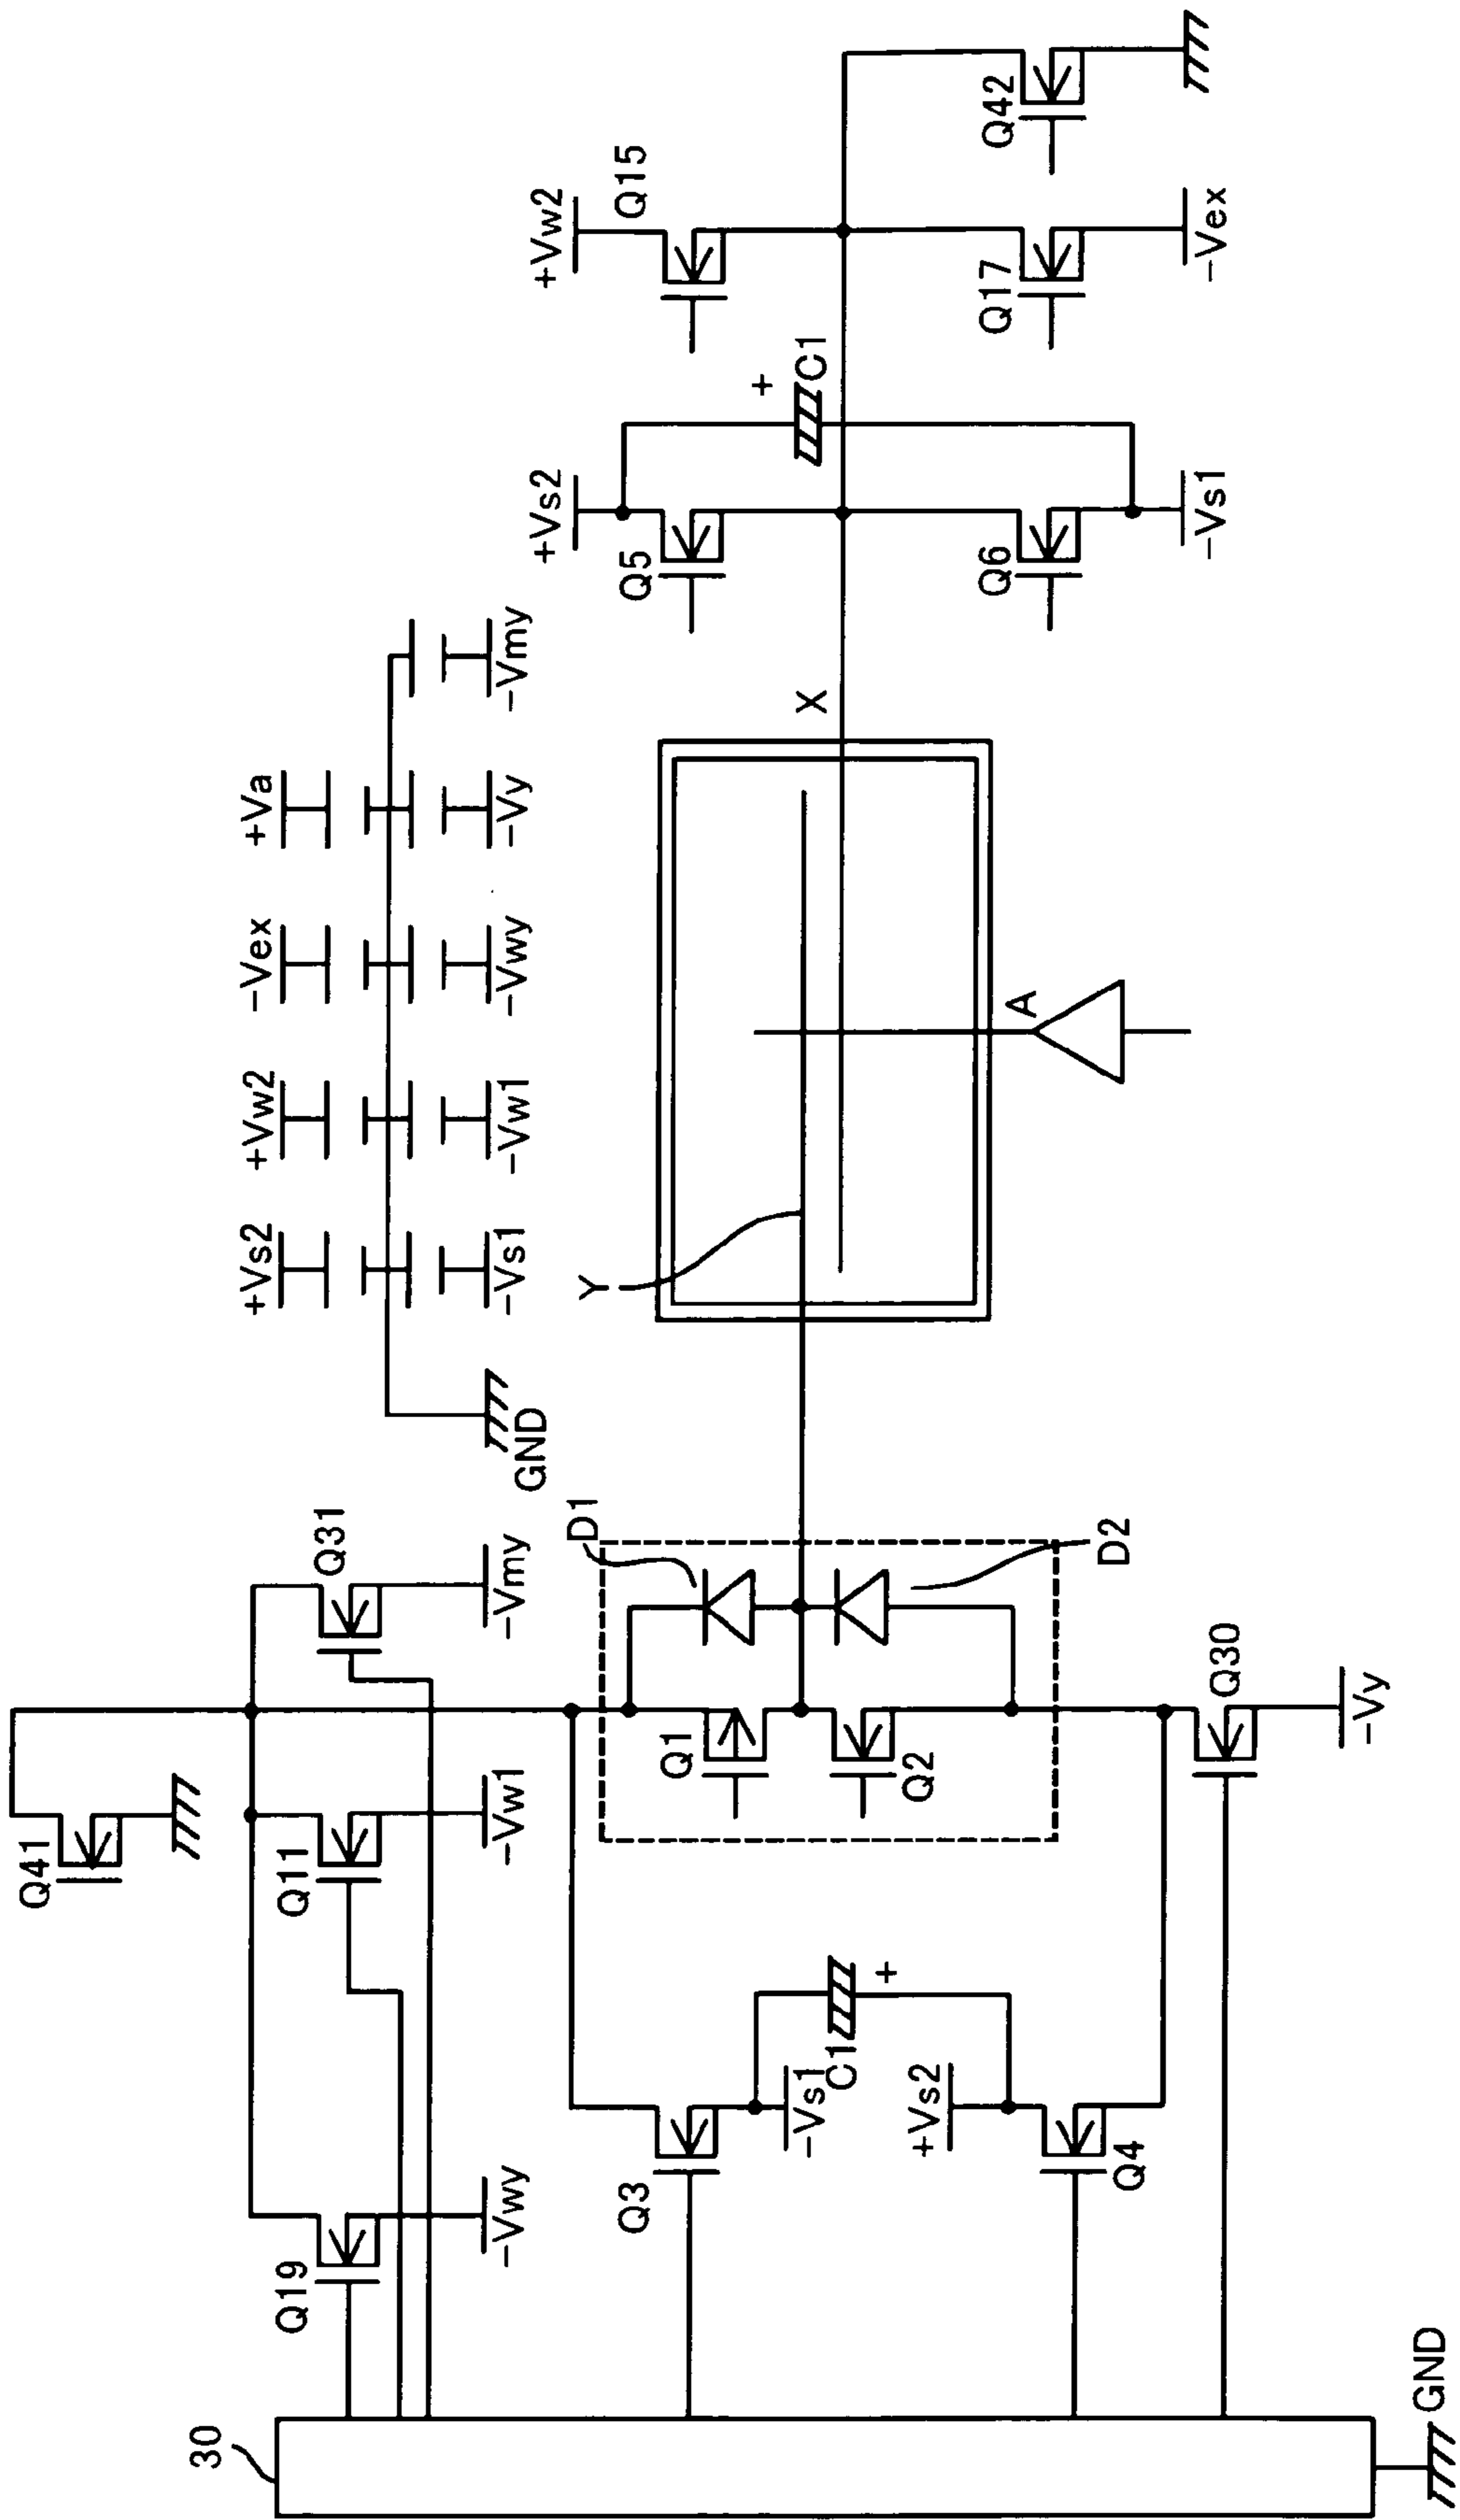 30
GND
Q19
-Vwy
Q41
Q11
-Vw1
Q31
-Vmy
Q3
-Vs1
C1
+
+Vs2
Q4
Q1
Q2
D1
D2
Q30
-Vy
GND
+Vs2
-Vs1
+Vw2
-Vw1
-Vex
-Vwy
+Va
-Vy
-Vmy
Y
A
X
+Vs2
Q5
Q6
-Vs1
+
C1
+Vw2
Q15
Q17
-Vex
Q42